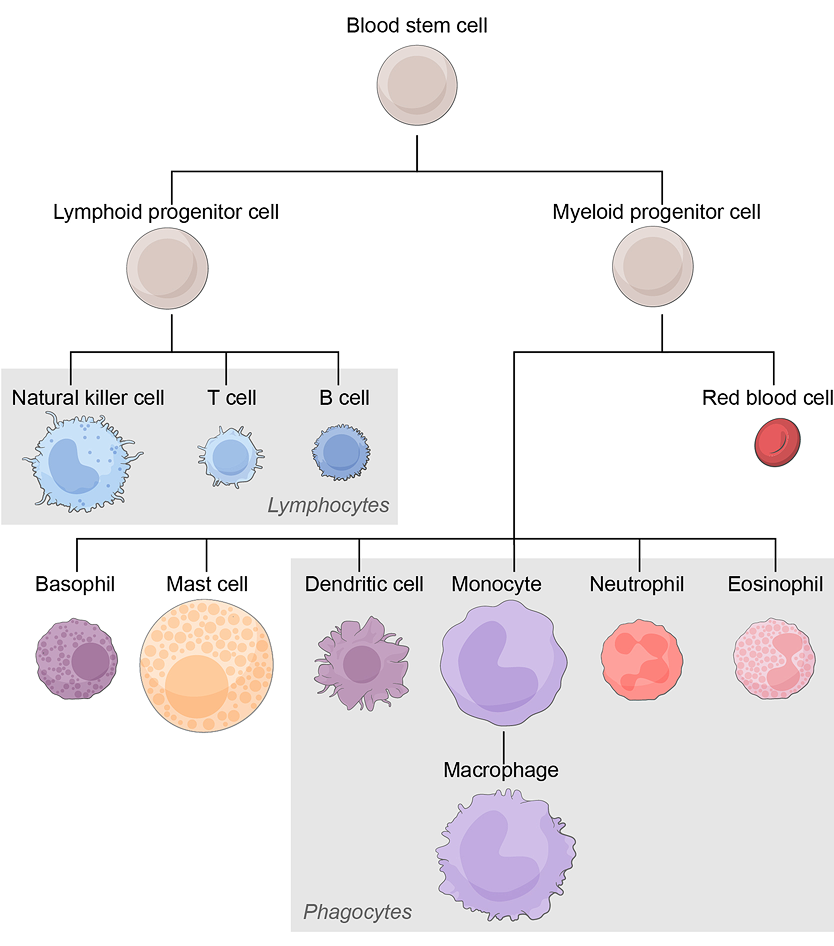 Blood stem cell
Lymphoid progenitor cell
Myeloid progenitor cell
Natural killer cell
T cell
B cell
Red blood cell
Lymphocytes
Basophil
Mast cell
Dendritic cell
Monocyte
Neutrophil
Eosinophil
Macrophage
Phagocytes